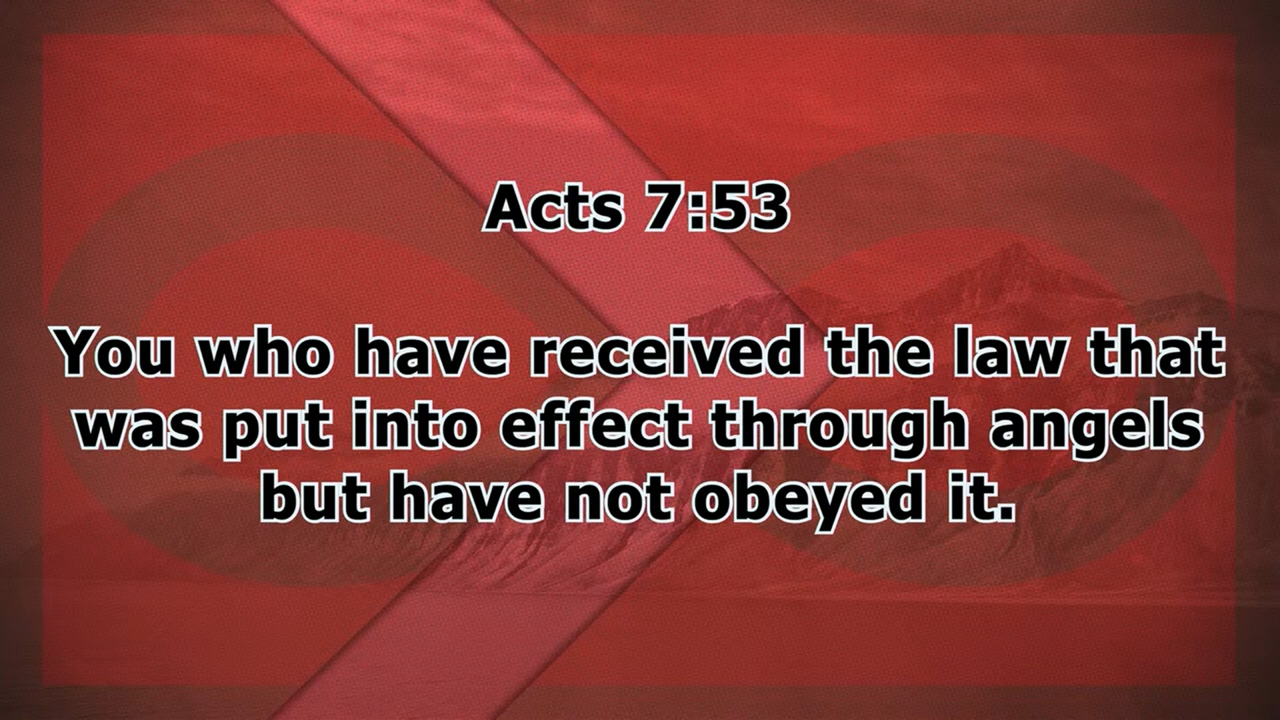 Acts 7:53
You who have received the law that
was put into effect through angels
but have not obeyed it.